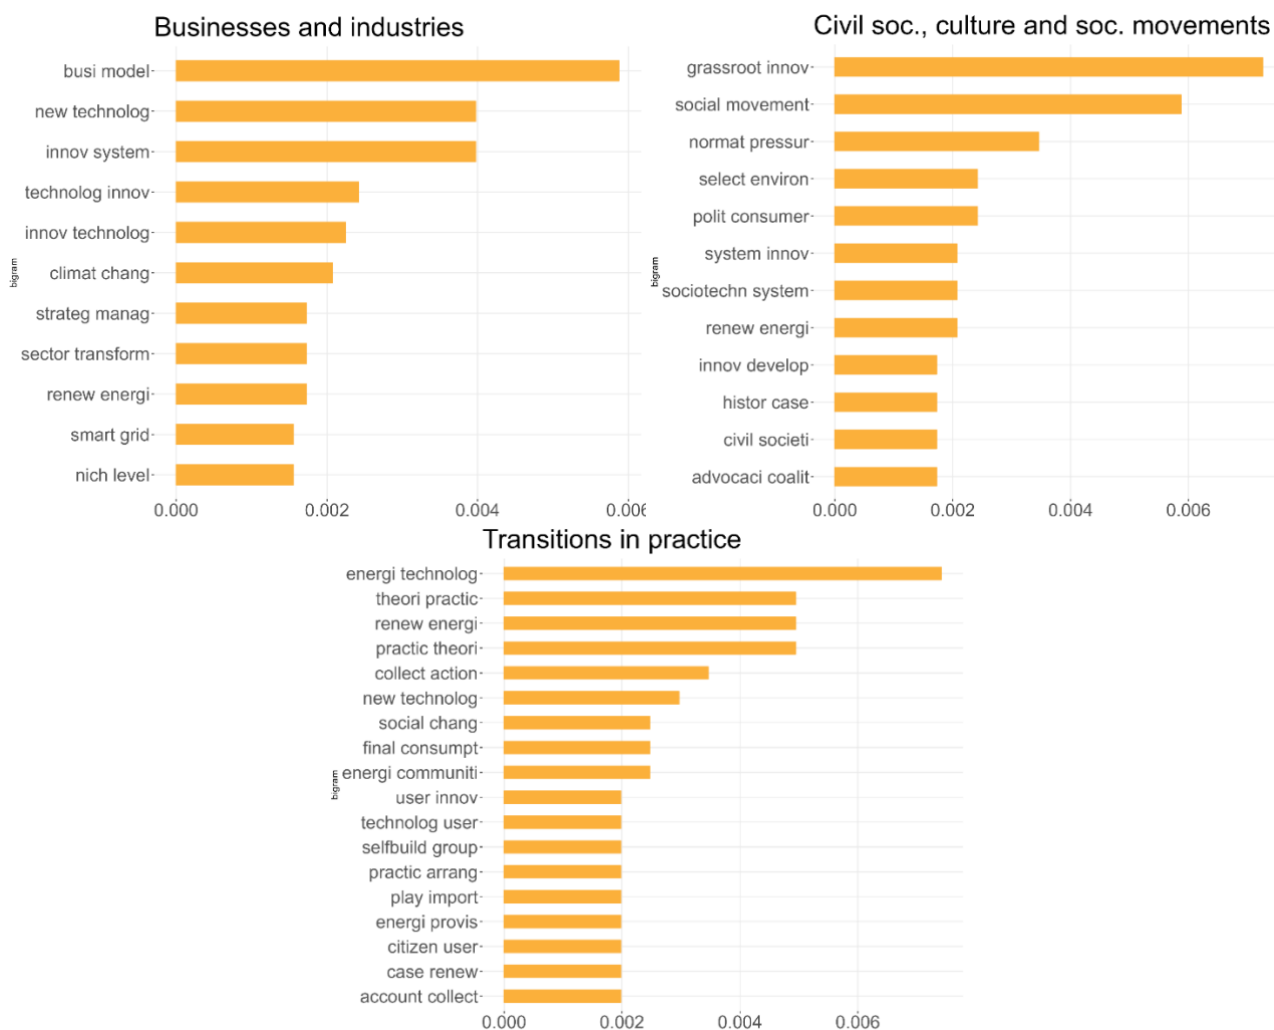 Businesses and industries
busi model
new technolog
innov system
technolog innov
innov technolog
climat chang
strateg manag
sector transform
renew energi
smart grid
nich level
bigram
0.000 0.002 0.004 0.006
Civil soc., culture and soc. movements
grassroot innov
social movement
normat pressur
select environ
polit consumer
system innov
sociotechn system
renew energi
innov develop
histor case
civil societi
advocaci coalit
bigram
0.000 0.002 0.004 0.006
Transitions in practice
energi technolog
theori practic
renew energi
practic theori
collect action
new technolog
social chang
final consumpt
energi communiti
user innov
technolog user
selfbuild group
practic arrang
play import
energi provis
citizen user
case renew
account collect
bigram
0.000 0.002 0.004 0.006